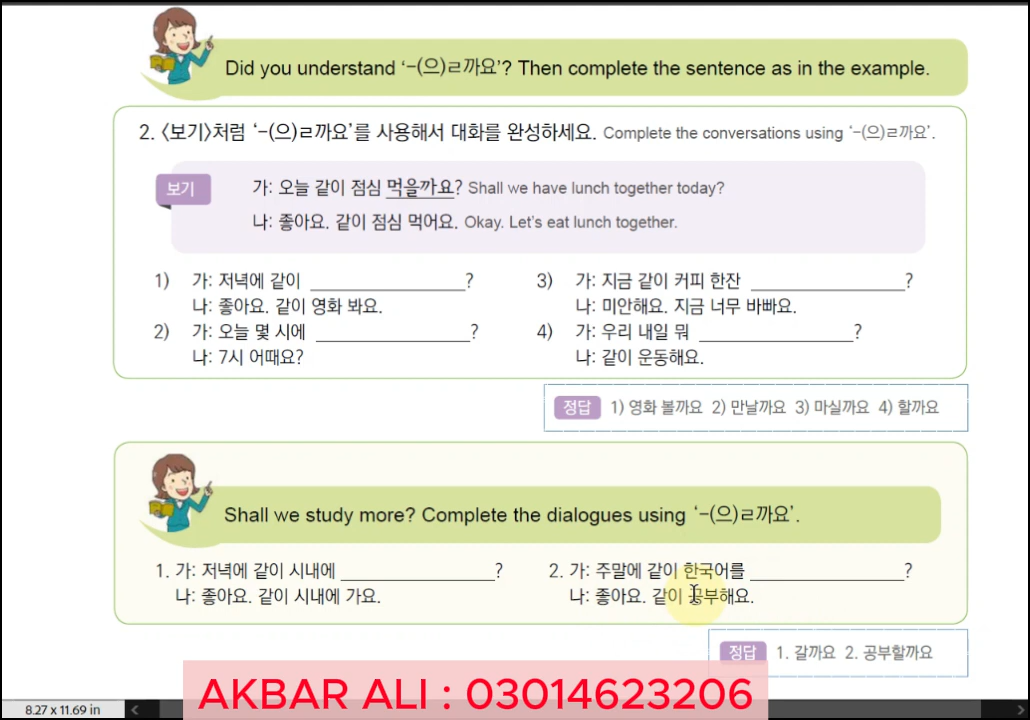 Did you understand ‘-(으)ㄹ까요’? Then complete the sentence as in the example.
2. 〈보기〉처럼 ‘-(으)ㄹ까요’를 사용해서 대화를 완성하세요. Complete the conversations using ‘-(으)ㄹ까요’.
보기
가: 오늘 같이 점심 먹을까요? Shall we have lunch together today?
나: 좋아요. 같이 점심 먹어요. Okay. Let's eat lunch together.
1) 가: 저녁에 같이 ________________?
나: 좋아요. 같이 영화 봐요.
2) 가: 오늘 몇 시에 ________________?
나: 7시 어때요?
3) 가: 지금 같이 커피 한잔 ________________?
나: 미안해요. 지금 너무 바빠요.
4) 가: 우리 내일 뭐 ________________?
나: 같이 운동해요.
정답 1) 영화 볼까요 2) 만날까요 3) 마실까요 4) 할까요
Shall we study more? Complete the dialogues using ‘-(으)ㄹ까요’.
1. 가: 저녁에 같이 시내에 ________________?
나: 좋아요. 같이 시내에 가요.
2. 가: 주말에 같이 한국어를 ________________?
나: 좋아요. 같이 공부해요.
정답 1. 갈까요 2. 공부할까요
AKBAR ALI : 03014623206
8.27 x 11.69 in